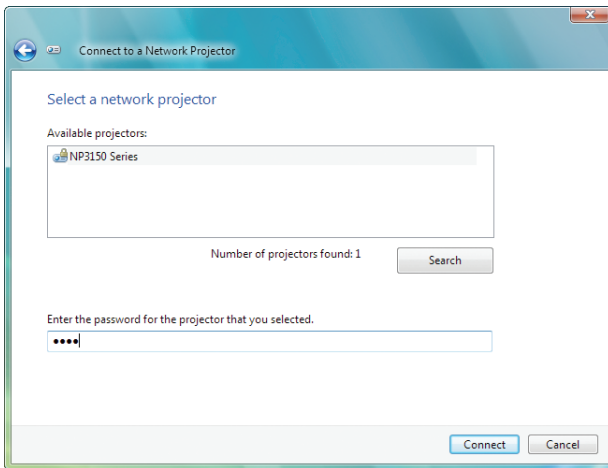 Connect to a Network Projector
Select a network projector
Available projectors:
NP3150 Series
Number of projectors found: 1
Search
Enter the password for the projector that you selected.
••••
Connect
Cancel